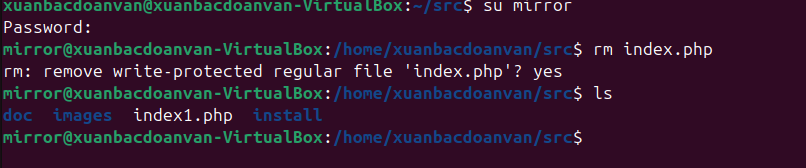 xuanbacdoanvan@xuanbacdoanvan-VirtualBox:~/src$ su mirror
Password:
mirror@xuanbacdoanvan-VirtualBox:/home/xuanbacdoanvan/src$ rm index.php
rm: remove write-protected regular file 'index.php'? yes
mirror@xuanbacdoanvan-VirtualBox:/home/xuanbacdoanvan/src$ ls
doc images index1.php install
mirror@xuanbacdoanvan-VirtualBox:/home/xuanbacdoanvan/src$